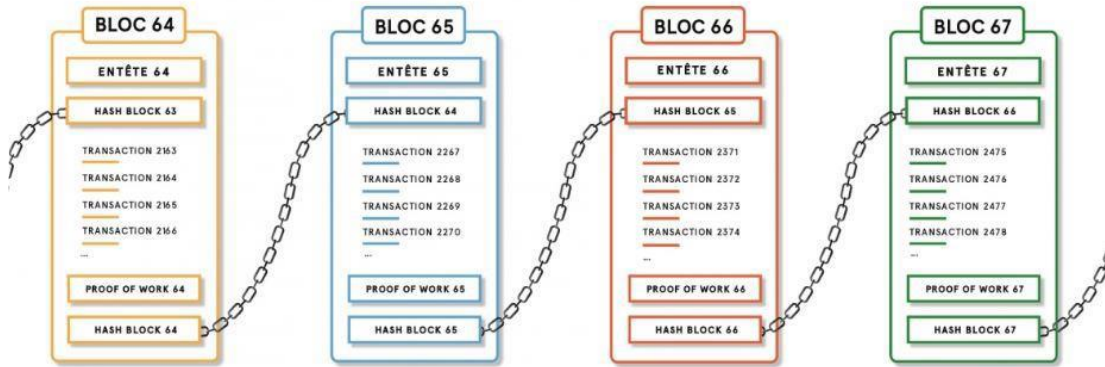 BLOC 64
ENTÊTE 64
HASH BLOCK 63
TRANSACTION 2163
TRANSACTION 2164
TRANSACTION 2165
TRANSACTION 2166
...
PROOF OF WORK 64
HASH BLOCK 64
BLOC 65
ENTÊTE 65
HASH BLOCK 64
TRANSACTION 2267
TRANSACTION 2268
TRANSACTION 2269
TRANSACTION 2270
...
PROOF OF WORK 65
HASH BLOCK 65
BLOC 66
ENTÊTE 66
HASH BLOCK 65
TRANSACTION 2371
TRANSACTION 2372
TRANSACTION 2373
TRANSACTION 2374
...
PROOF OF WORK 66
HASH BLOCK 66
BLOC 67
ENTÊTE 67
HASH BLOCK 66
TRANSACTION 2475
TRANSACTION 2476
TRANSACTION 2477
TRANSACTION 2478
...
PROOF OF WORK 67
HASH BLOCK 67